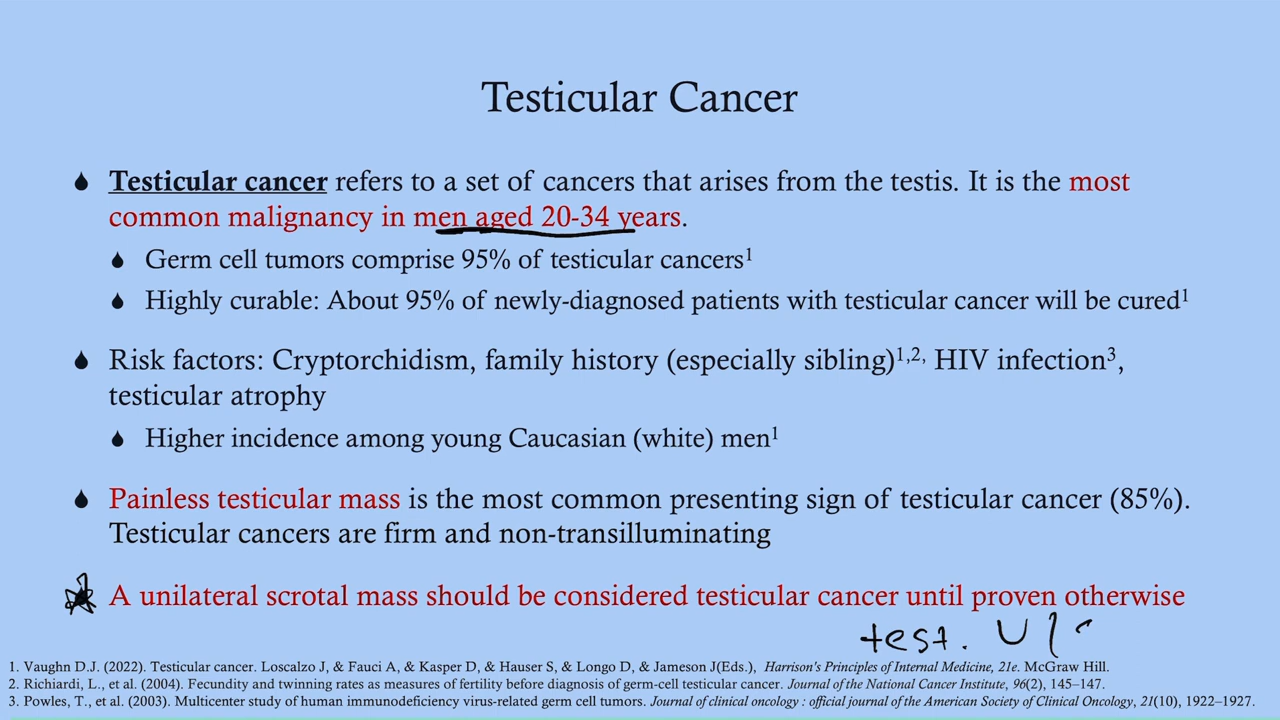 Testicular Cancer
Testicular cancer refers to a set of cancers that arises from the testis. It is the most
common malignancy in men aged 20-34 years.
Germ cell tumors comprise 95% of testicular cancers1
Highly curable: About 95% of newly-diagnosed patients with testicular cancer will be cured1
Risk factors: Cryptorchidism, family history (especially sibling)1,2, HIV infection3,
testicular atrophy
Higher incidence among young Caucasian (white) men1
Painless testicular mass is the most common presenting sign of testicular cancer (85%).
Testicular cancers are firm and non-transilluminating
A unilateral scrotal mass should be considered testicular cancer until proven otherwise
test. U
1. Vaughn D.J. (2022). Testicular cancer. Loscalzo J, & Fauci A, & Kasper D, & Hauser S, & Longo D, & Jameson J(Eds.), Harrison's Principles of Internal Medicine, 21e. McGraw Hill.
2. Richiardi, L., et al. (2004). Fecundity and twinning rates as measures of fertility before diagnosis of germ-cell testicular cancer. Journal of the National Cancer Institute, 96(2), 145–147.
3. Powles, T., et al. (2003). Multicenter study of human immunodeficiency virus-related germ cell tumors. Journal of clinical oncology : official journal of the American Society of Clinical Oncology, 21(10), 1922–1927.